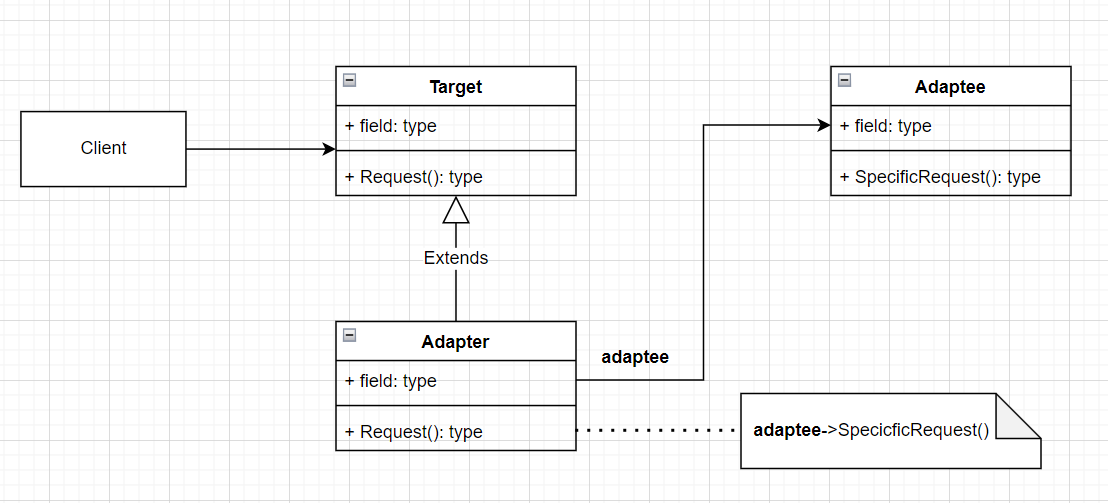 Client
Target
+ field: type
+ Request(): type
Extends
Adapter
+ field: type
+ Request(): type
adaptee
Adaptee
+ field: type
+ SpecificRequest(): type
adaptee->SpecicficRequest()